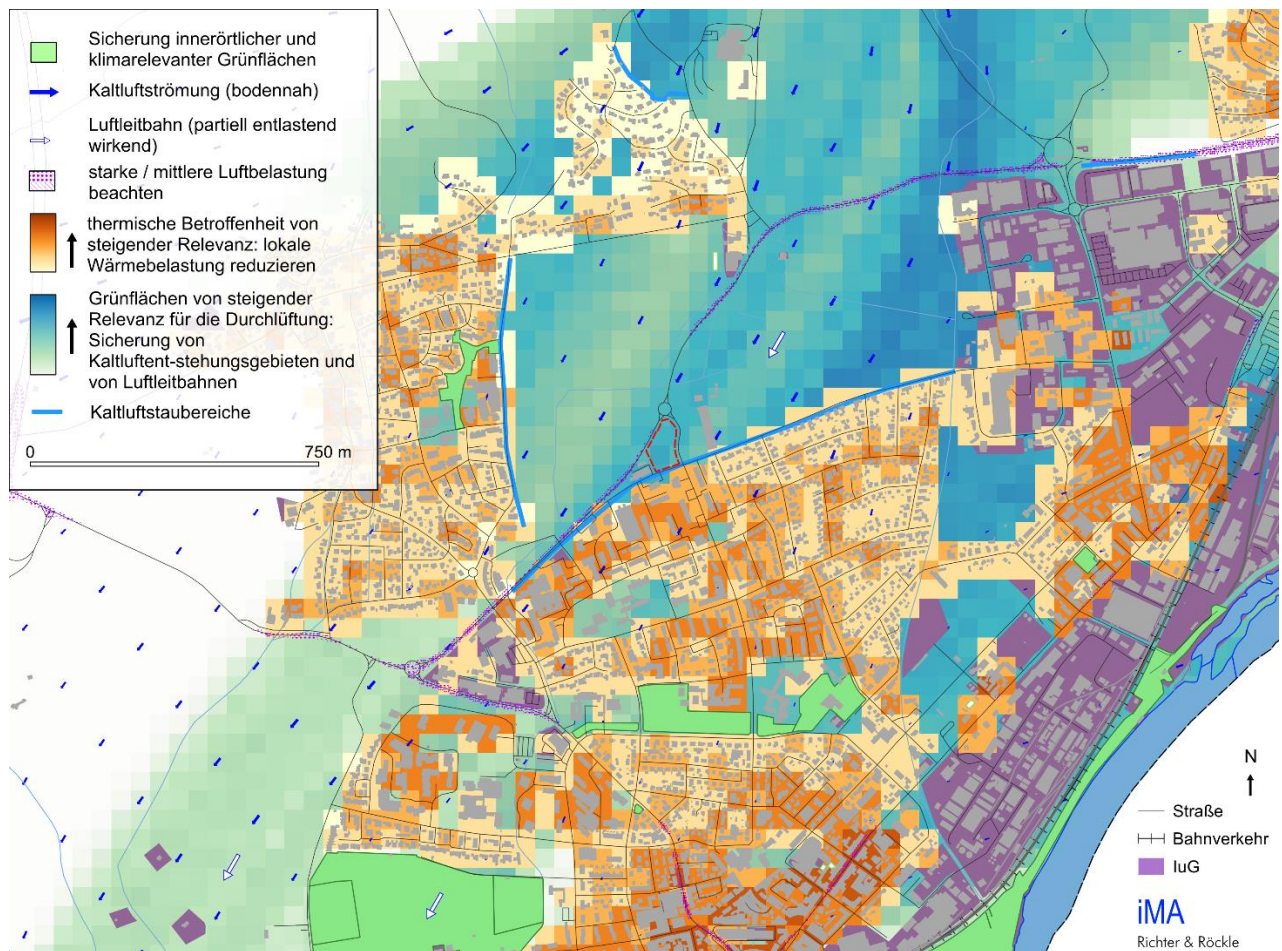 Sicherung innerörtlicher und
klimarelevanter Grünflächen
Kaltluftströmung (bodennah)
Luftleitbahn (partiell entlastend
wirkend)
starke / mittlere Luftbelastung
beachten
thermische Betroffenheit von
steigender Relevanz: lokale
Wärmebelastung reduzieren
Grünflächen von steigender
Relevanz für die Durchlüftung:
Sicherung von
Kaltluftent-stehungsgebieten und
von Luftleitbahnen
Kaltluftstaubereiche
0 750 m
N
Straße
Bahnverkehr
IuG
iMA
Richter & Röckle